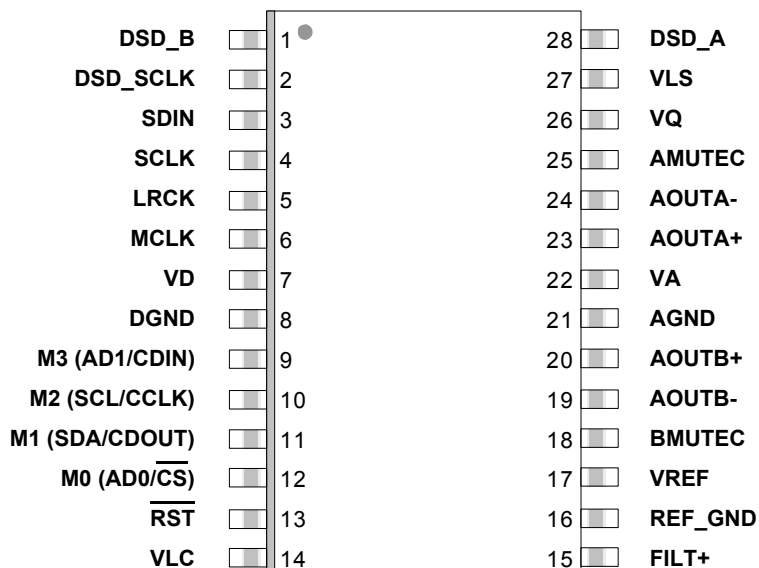 DSD_B 1 28 DSD_A
DSD_SCLK 2 27 VLS
SDIN 3 26 VQ
SCLK 4 25 AMUTEC
LRCK 5 24 AOUTA-
MCLK 6 23 AOUTA+
VD 7 22 VA
DGND 8 21 AGND
M3 (AD1/CDIN) 9 20 AOUTB+
M2 (SCL/CCLK) 10 19 AOUTB-
M1 (SDA/CDOUT) 11 18 BMUTEC
M0 (AD0/C̅S̅) 12 17 VREF
R̅S̅T̅ 13 16 REF_GND
VLC 14 15 FILT+